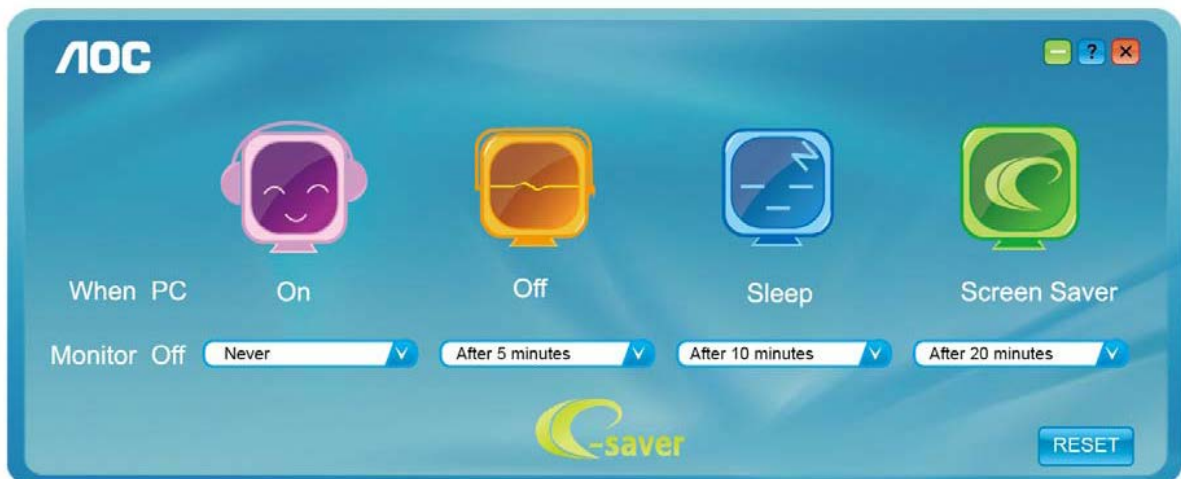 AOC
?
When PC On Off Sleep Screen Saver
Monitor Off Never After 5 minutes After 10 minutes After 20 minutes
e-saver
RESET